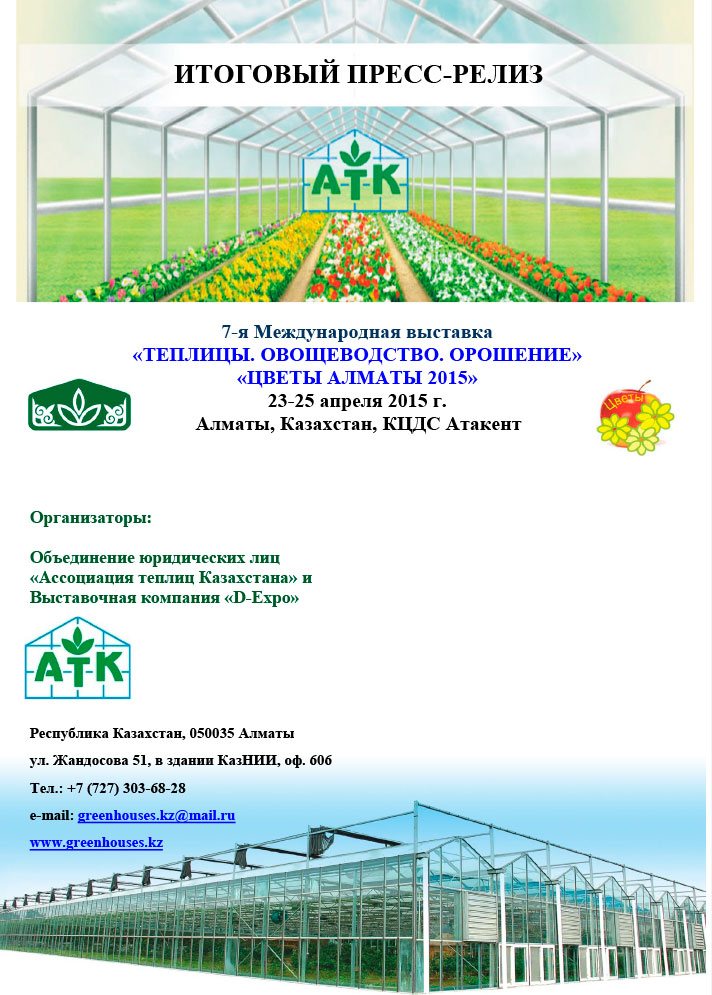 ИТОГОВЫЙ ПРЕСС-РЕЛИЗ
АТК
7-я Международная выставка
«ТЕПЛИЦЫ. ОВОЩЕВОДСТВО. ОРОШЕНИЕ»
«ЦВЕТЫ АЛМАТЫ 2015»
23-25 апреля 2015 г.
Алматы, Казахстан, КЦДС Атакент
Цветы
Организаторы:
Объединение юридических лиц
«Ассоциация теплиц Казахстана» и
Выставочная компания «D-Expo»
АТК
Республика Казахстан, 050035 Алматы
ул. Жандосова 51, в здании КазНИИ, оф. 606
Тел.: +7 (727) 303-68-28
e-mail: greenhouses.kz@mail.ru
www.greenhouses.kz